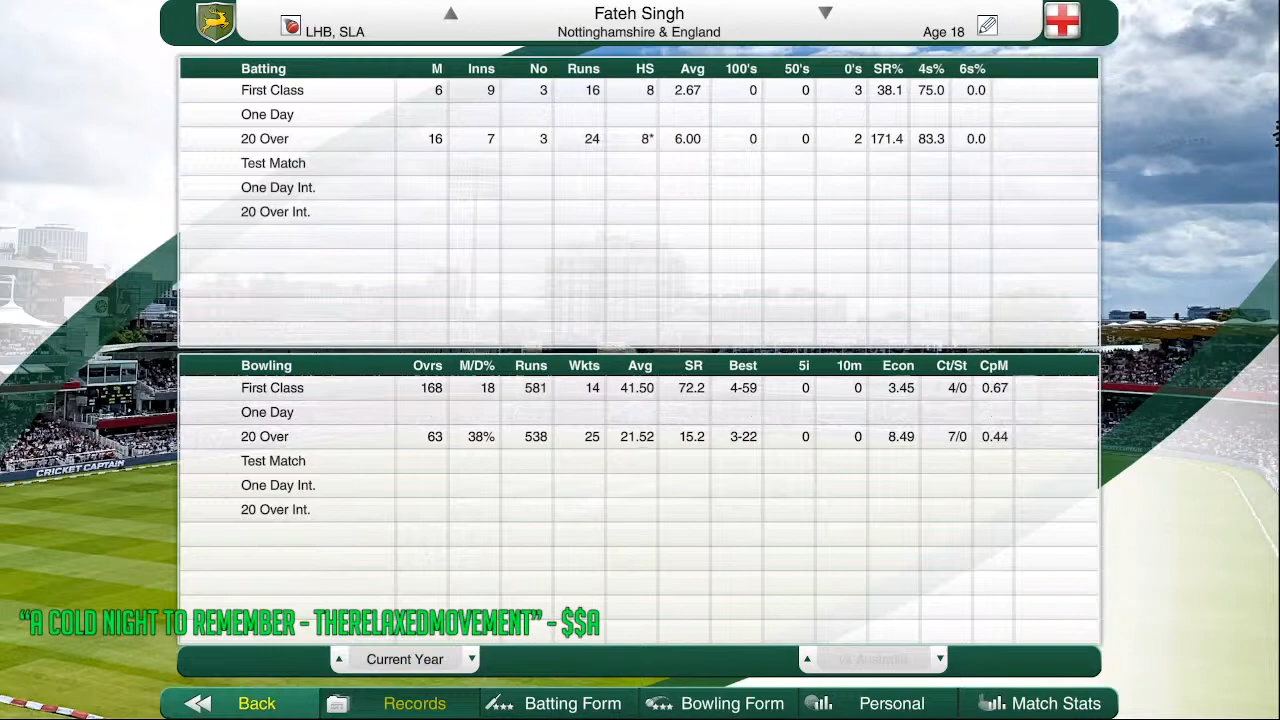 Fateh Singh
LHB, SLA
Nottinghamshire & England
Age 18
Batting M Inns No Runs HS Avg 100's 50's 0's SR% 4s% 6s%
First Class 6 9 3 16 8 2.67 0 0 3 38.1 75.0 0.0
One Day
20 Over 16 7 3 24 8* 6.00 0 0 2 171.4 83.3 0.0
Test Match
One Day Int.
20 Over Int.
Bowling Ovrs M/D% Runs Wkts Avg SR Best 5i 10m Econ Ct/St CpM
First Class 168 18 581 14 41.50 72.2 4-59 0 0 3.45 4/0 0.67
One Day
20 Over 63 38% 538 25 21.52 15.2 3-22 0 0 8.49 7/0 0.44
Test Match
One Day Int.
20 Over Int.
CRICKET CAPTAIN
“A COLD NIGHT TO REMEMBER - THERELAXEDMOVEMENT” - $$A
Current Year vs Australia
Back Records Batting Form Bowling Form Personal Match Stats